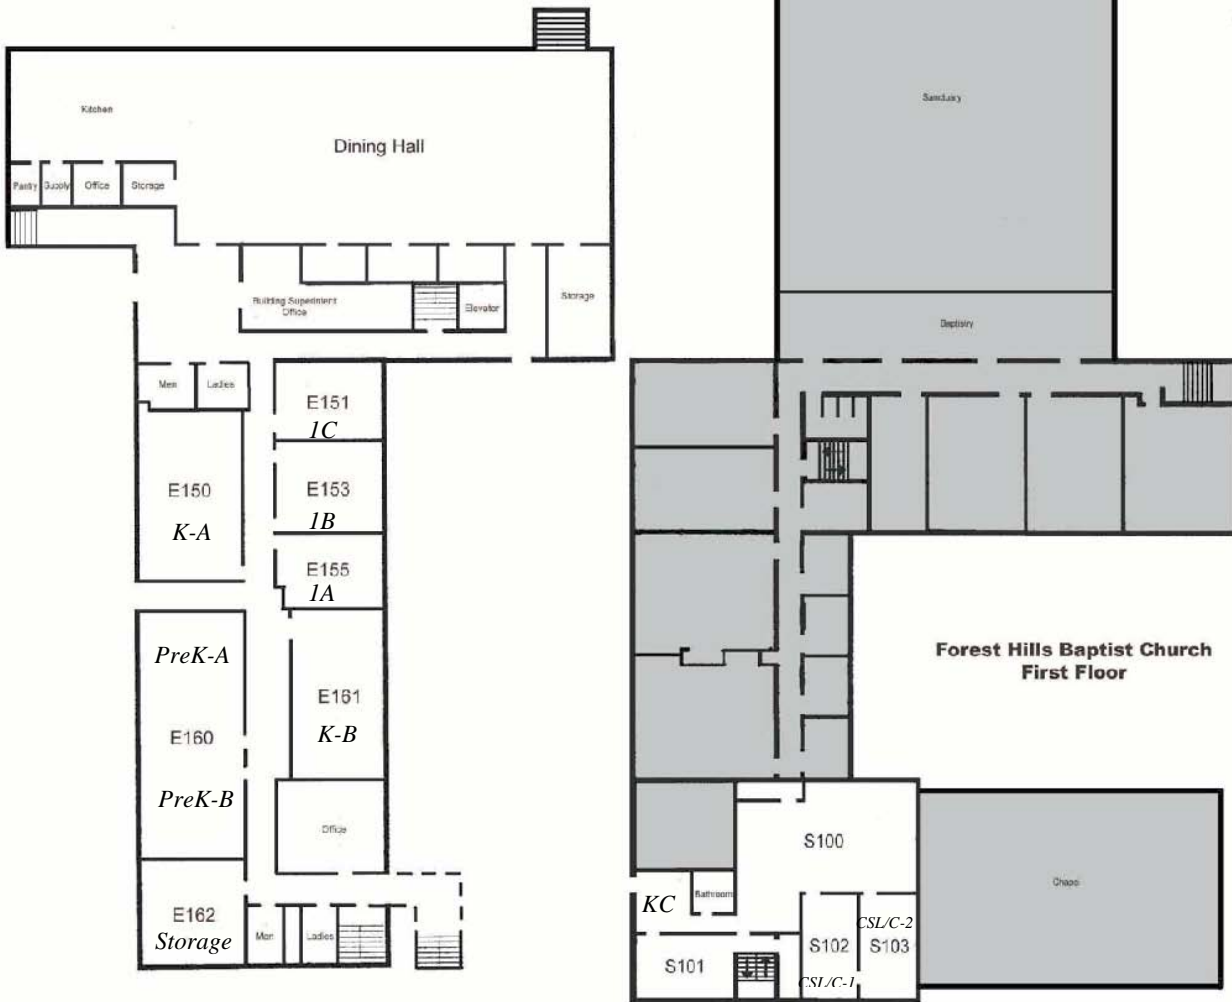 Kitchen
Dining Hall
Pantry
Supply
Office
Storage
Building Superintent
Office
Elevator
Storage
Men
Ladies
E151
1C
E150
K-A
E153
1B
E155
1A
PreK-A
E160
PreK-B
E161
K-B
Office
E162
Storage
Men
Ladies
Sanctuary
Baptistry
Forest Hills Baptist Church
First Floor
S100
KC
Bathroom
S101
S102
CSL/C-1
CSL/C-2
S103
Chapel